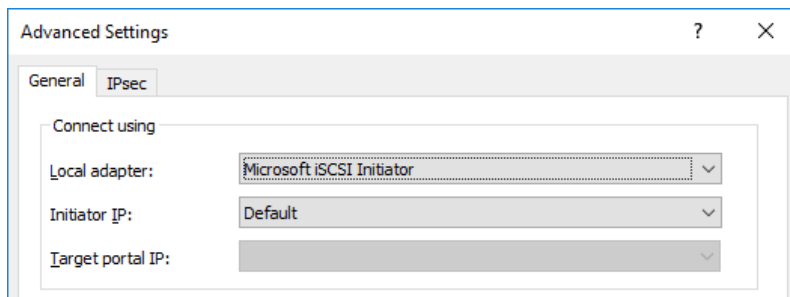 Advanced Settings ?
General IPsec
Connect using
Local adapter: Microsoft iSCSI Initiator
Initiator IP: Default
Target portal IP: